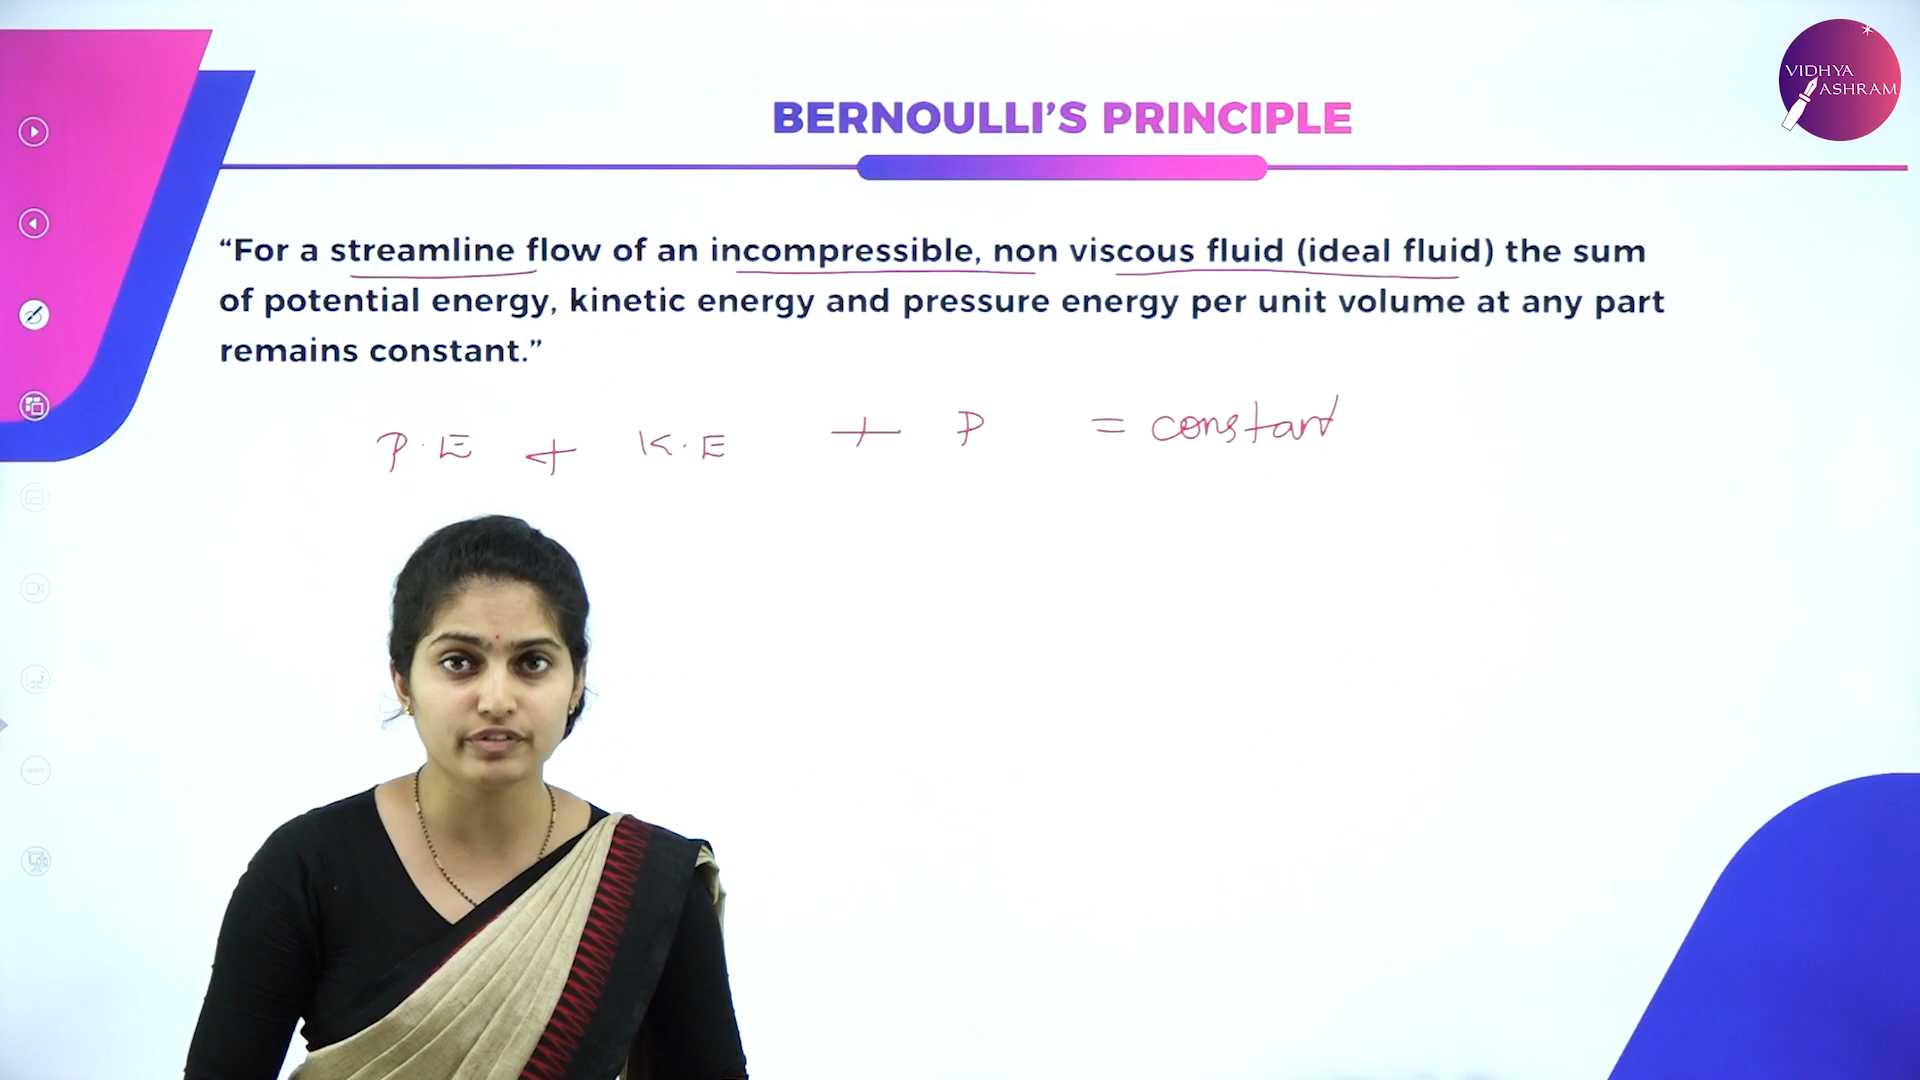 VIDHYA
ASHRAM
BERNOULLI’S PRINCIPLE
“For a streamline flow of an incompressible, non viscous fluid (ideal fluid) the sum
of potential energy, kinetic energy and pressure energy per unit volume at any part
remains constant.”
P.E + K.E + P = constant